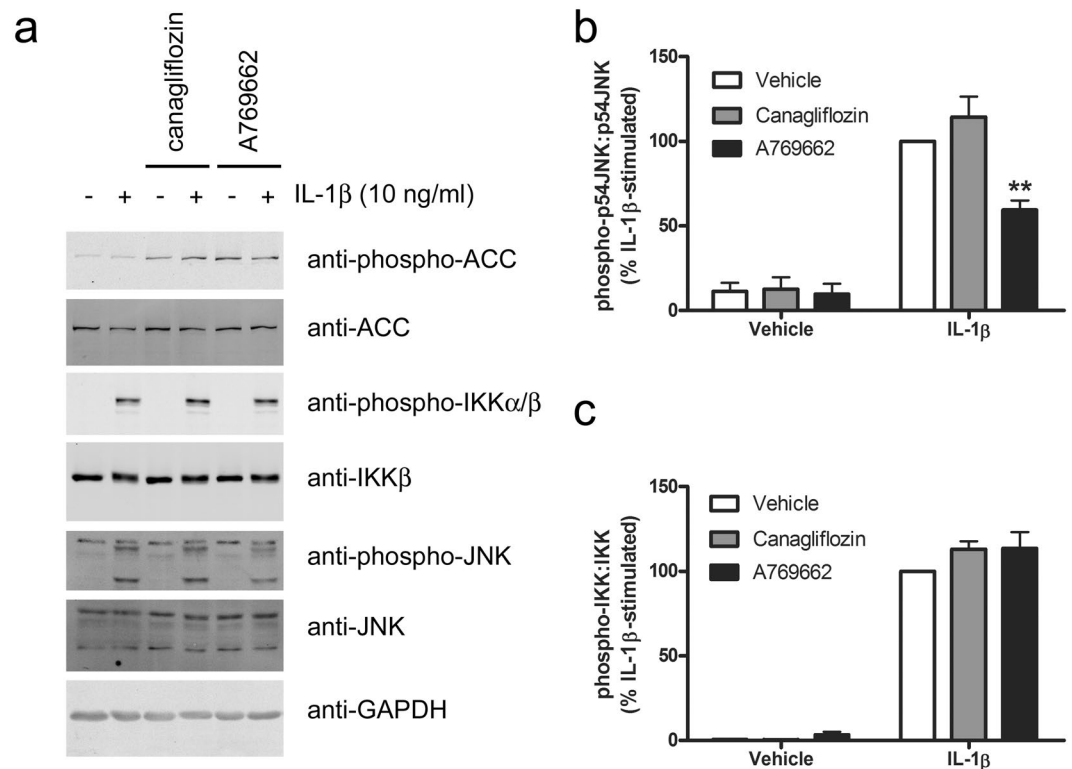 a
canagliflozin
A769662
- + - + - + IL-1β (10 ng/ml)
anti-phospho-ACC
anti-ACC
anti-phospho-IKKα/β
anti-IKKβ
anti-phospho-JNK
anti-JNK
anti-GAPDH
b
phospho-p54JNK:p54JNK
(% IL-1β-stimulated)
150
100
50
0
Vehicle
Canagliflozin
A769662
**
Vehicle
IL-1β
c
phospho-IKK:IKK
(% IL-1β-stimulated)
150
100
50
0
Vehicle
Canagliflozin
A769662
Vehicle
IL-1β